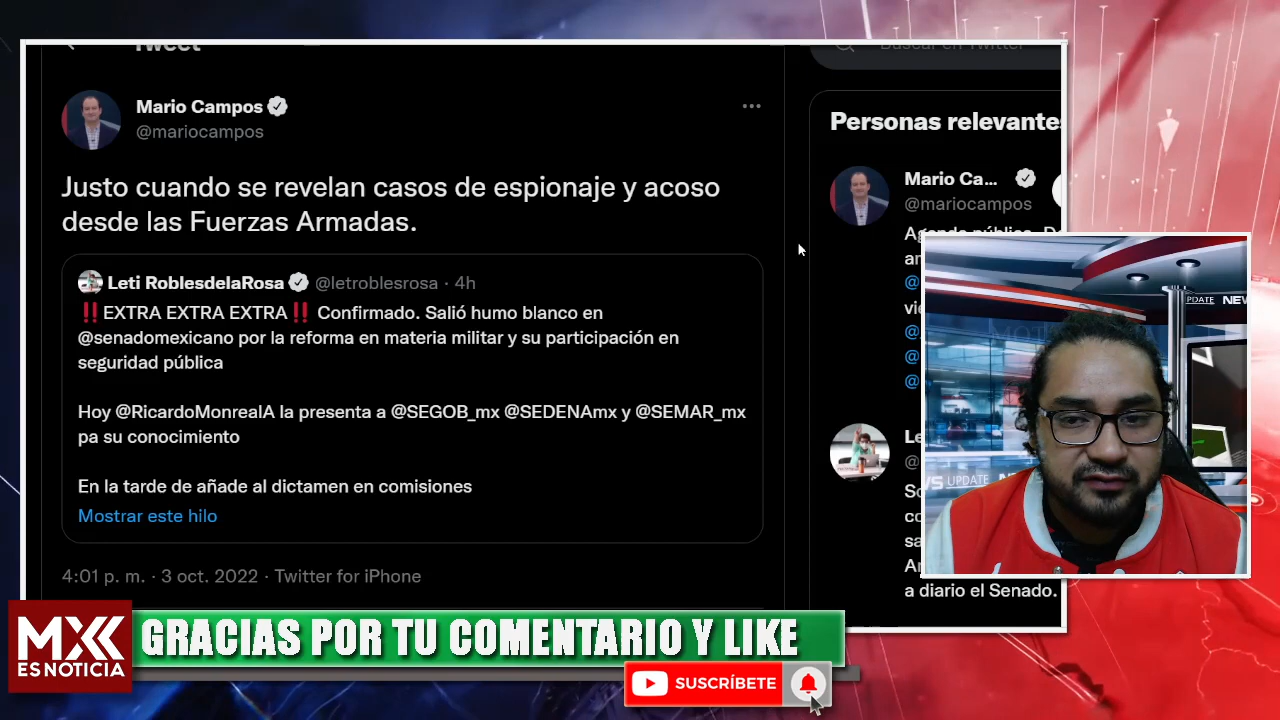 Tweet
Buscar en Twitter
Mario Campos
@mariocampos
Justo cuando se revelan casos de espionaje y acoso
desde las Fuerzas Armadas.
Leti RoblesdelaRosa @letroblesrosa · 4h
‼️EXTRA EXTRA EXTRA‼️ Confirmado. Salió humo blanco en
@senadomexicano por la reforma en materia militar y su participación en
seguridad pública
Hoy @RicardoMonrealA la presenta a @SEGOB_mx @SEDENAmx y @SEMAR_mx
pa su conocimiento
En la tarde de añade al dictamen en comisiones
Mostrar este hilo
4:01 p. m. · 3 oct. 2022 · Twitter for iPhone
Personas relevantes
Mario Ca...
@mariocampos
a diario el Senado.
UPDATE
NEWS UPDATE
MX
ES NOTICIA
GRACIAS POR TU COMENTARIO Y LIKE
SUSCRÍBETE